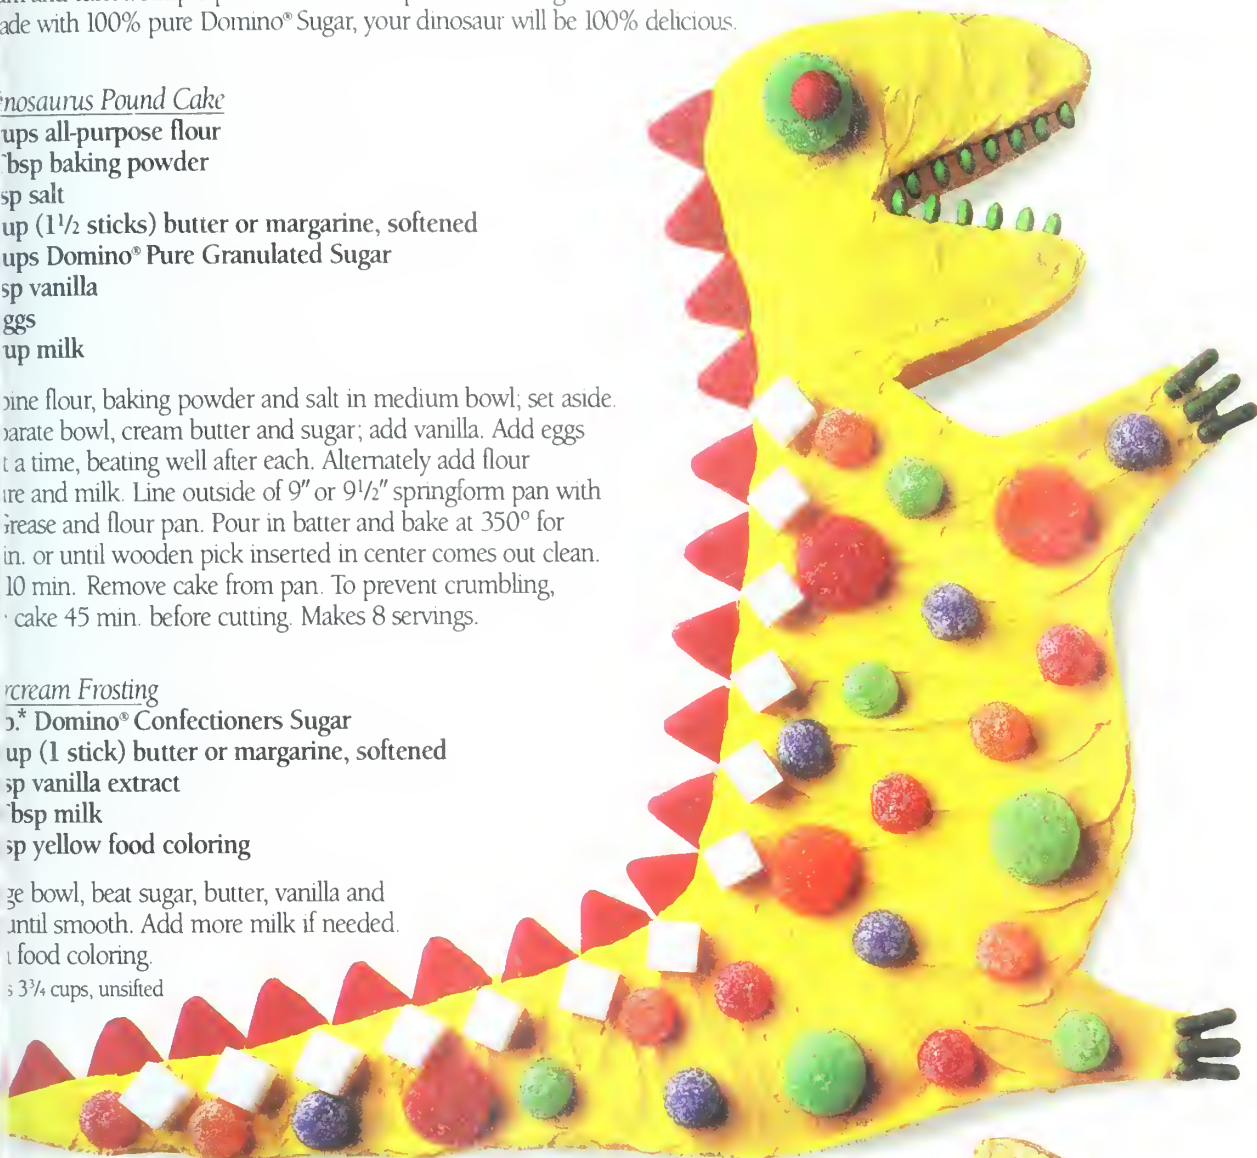 ade with 100% pure Domino® Sugar, your dinosaur will be 100% delicious.
nosaurus Pound Cake
ups all-purpose flour
bsp baking powder
sp salt
up (1½ sticks) butter or margarine, softened
ups Domino® Pure Granulated Sugar
sp vanilla
ggs
up milk
ine flour, baking powder and salt in medium bowl; set aside.
arate bowl, cream butter and sugar; add vanilla. Add eggs
t a time, beating well after each. Alternately add flour
re and milk. Line outside of 9" or 9½" springform pan with
rease and flour pan. Pour in batter and bake at 350° for
in. or until wooden pick inserted in center comes out clean.
10 min. Remove cake from pan. To prevent crumbling,
cake 45 min. before cutting. Makes 8 servings.
rcream Frosting
b.* Domino® Confectioners Sugar
up (1 stick) butter or margarine, softened
sp vanilla extract
bsp milk
sp yellow food coloring
ge bowl, beat sugar, butter, vanilla and
until smooth. Add more milk if needed.
food coloring.
s 3¾ cups, unsifted